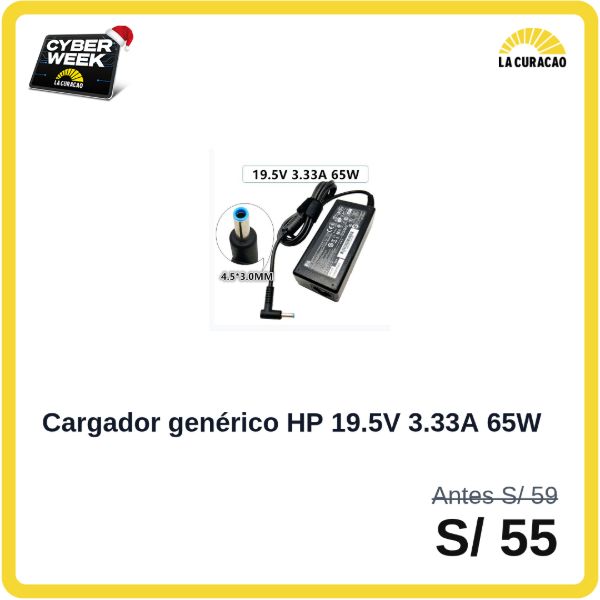 CYBER
WEEK
LA CURACAO
LA CURACAO
19.5V 3.33A 65W
4.5*3.0MM
Cargador genérico HP 19.5V 3.33A 65W
Antes S/ 59
S/ 55